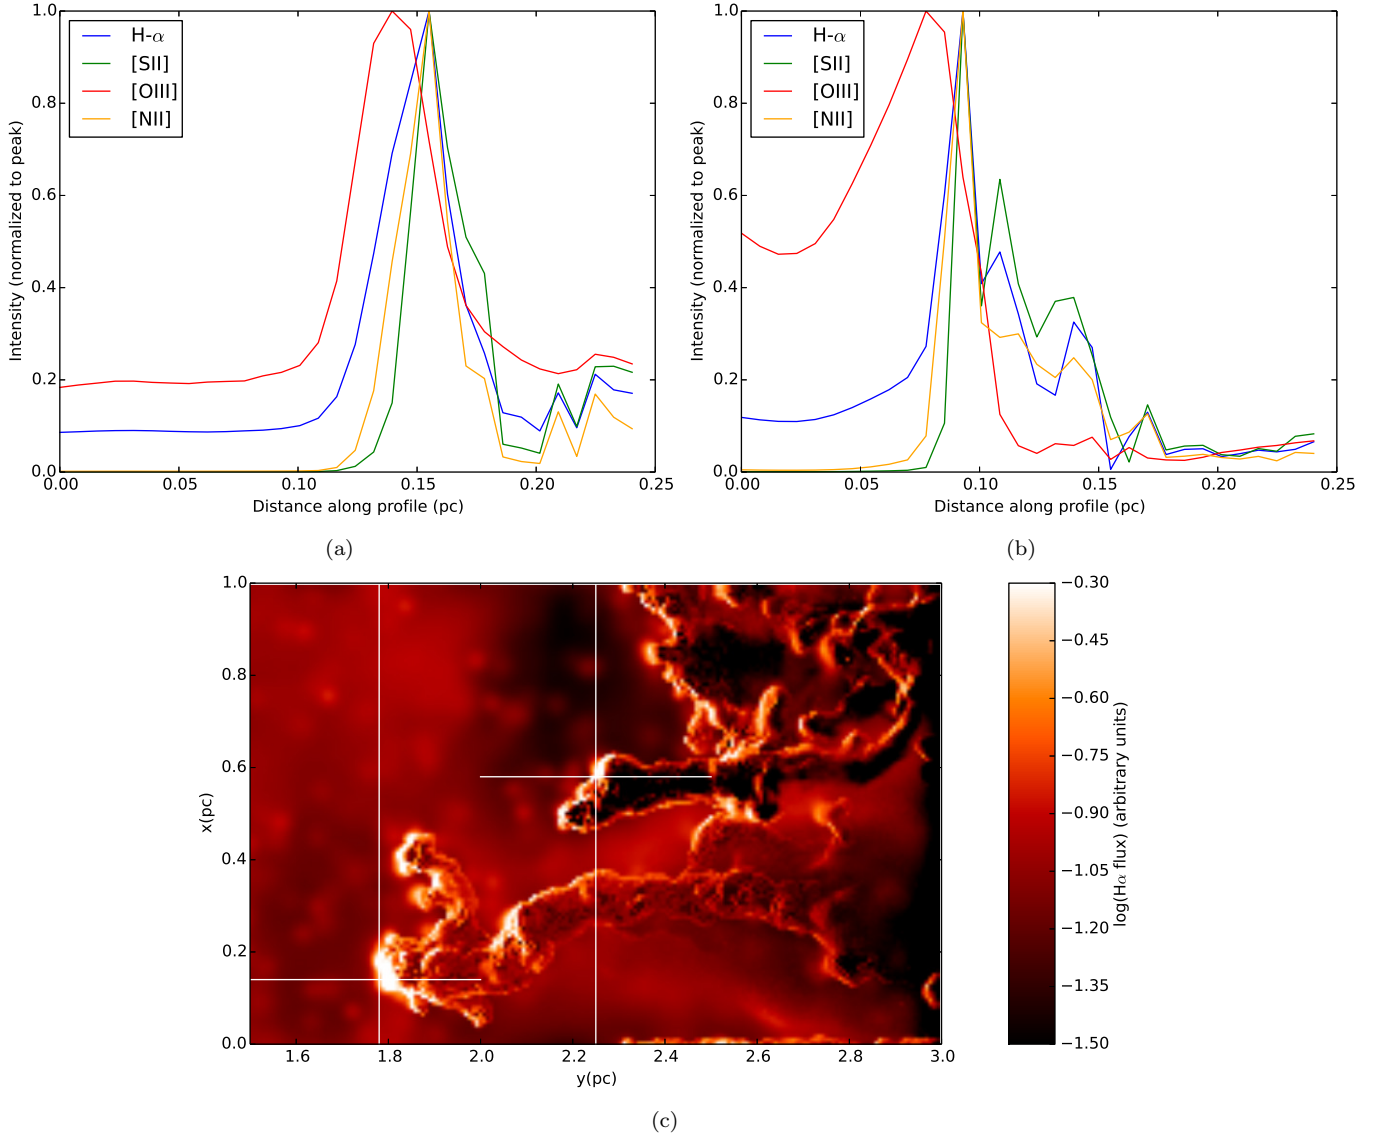 1.0
0.8
0.6
0.4
0.2
0.0
Intensity (normalized to peak)
H-α
[SII]
[OIII]
[NII]
0.00 0.05 0.10 0.15 0.20 0.25
Distance along profile (pc)
(a)
1.0
0.8
0.6
0.4
0.2
0.0
Intensity (normalized to peak)
H-α
[SII]
[OIII]
[NII]
0.00 0.05 0.10 0.15 0.20 0.25
Distance along profile (pc)
(b)
1.0
0.8
0.6
0.4
0.2
0.0
x(pc)
1.6 1.8 2.0 2.2 2.4 2.6 2.8 3.0
y(pc)
−0.30
−0.45
−0.60
−0.75
−0.90
−1.05
−1.20
−1.35
−1.50
log(Hα flux) (arbitrary units)
(c)